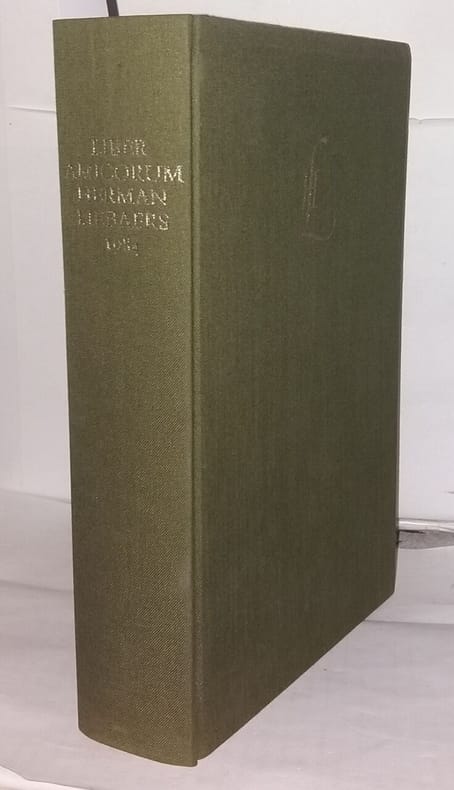 LIBER
AMICORUM
HERMAN
LIEBAERS
1984
L